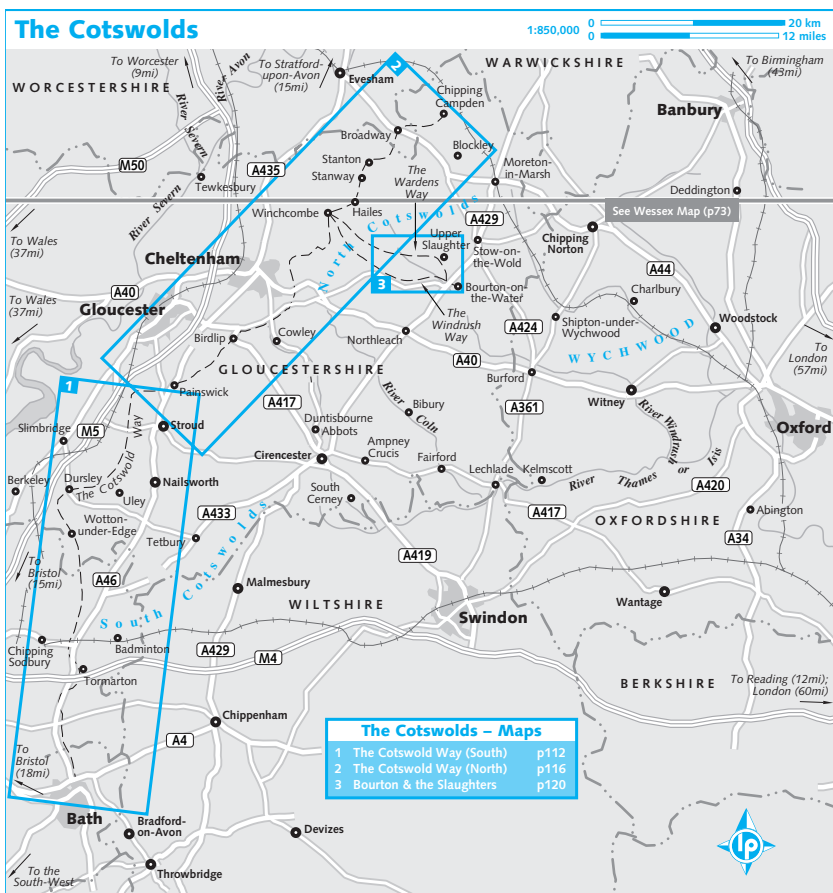 The Cotswolds
1:850,000
0
20 km
0
12 miles
To Worcester
(9mi)
River Avon
To Stratford-
upon-Avon
(15mi)
2
Evesham
WARWICKSHIRE
To Birmingham
(43mi)
WORCESTERSHIRE
River Severn
Chipping
Campden
Banbury
Broadway
Blockley
M50
A435
Stanton
Stanway
The
Wardens
Way
Moreton-
in-Marsh
Tewkesbury
River Severn
Deddington
Winchcombe
Hailes
North Cotswolds
A429
See Wessex Map (p73)
To Wales
(37mi)
Upper
Slaughter
Chipping
Norton
Stow-on-
the-Wold
Cheltenham
A44
A40
3
Bourton-on-
the-Water
Charlbury
To Wales
(37mi)
Gloucester
The
Windrush
Way
A424
Shipton-under-
Wychwood
Woodstock
Birdlip
Cowley
Northleach
WYCHWOOD
To
London
(57mi)
A40
GLOUCESTERSHIRE
Burford
1
Painswick
Witney
A417
River Coln
Bibury
A361
River Windrush
Slimbridge
M5
Stroud
Duntisbourne
Abbots
Oxford
The Cotswold Way
Cirencester
Ampney
Crucis
Fairford
Lechlade
Kelmscott
River Thames or Isis
Berkeley
Dursley
Uley
Nailsworth
South
Cerney
A420
Wotton-
under-Edge
A433
A417
Abington
Tetbury
OXFORDSHIRE
A34
To
Bristol
(15mi)
A46
A419
Malmesbury
South Cotswolds
WILTSHIRE
Wantage
Swindon
Chipping
Sodbury
Badminton
A429
M4
Tormarton
BERKSHIRE
To Reading (12mi);
London (60mi)
Chippenham
The Cotswolds – Maps
1 The Cotswold Way (South) p112
2 The Cotswold Way (North) p116
3 Bourton & the Slaughters p120
A4
To
Bristol
(18mi)
Bath
Bradford-
on-Avon
Devizes
lp
To the
South-West
Throwbridge